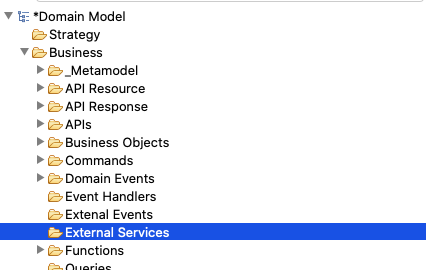 *Domain Model
Strategy
Business
_Metamodel
API Resource
API Response
APIs
Business Objects
Commands
Domain Events
Event Handlers
Extenal Events
External Services
Functions
Queries